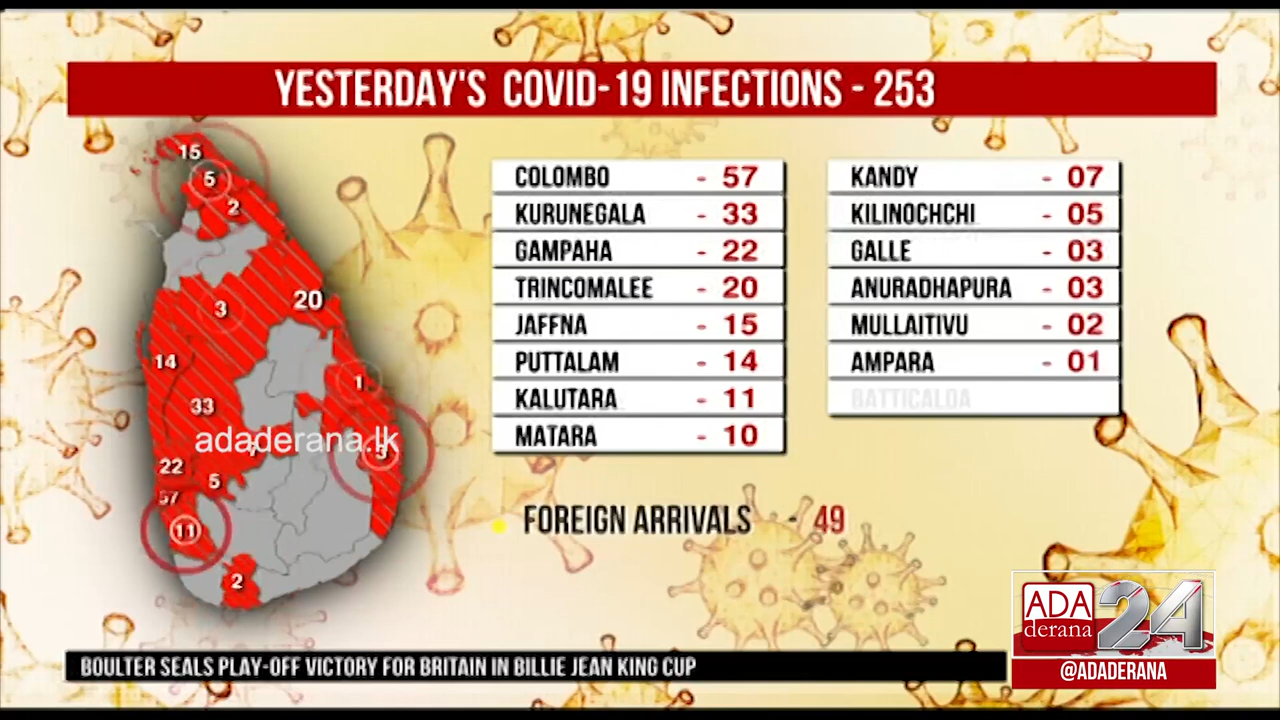 YESTERDAY'S COVID-19 INFECTIONS - 253
COLOMBO - 57
KURUNEGALA - 33
GAMPAHA - 22
TRINCOMALEE - 20
JAFFNA - 15
PUTTALAM - 14
KALUTARA - 11
MATARA - 10
KANDY - 07
KILINOCHCHI - 05
GALLE - 03
ANURADHAPURA - 03
MULLAITIVU - 02
AMPARA - 01
BATTICALOA
FOREIGN ARRIVALS - 49
15
5
2
3
20
14
1
33
adaderana.lk
22
5
57
11
2
ADA
derana
24
@ADADERANA
BOULTER SEALS PLAY-OFF VICTORY FOR BRITAIN IN BILLIE JEAN KING CUP